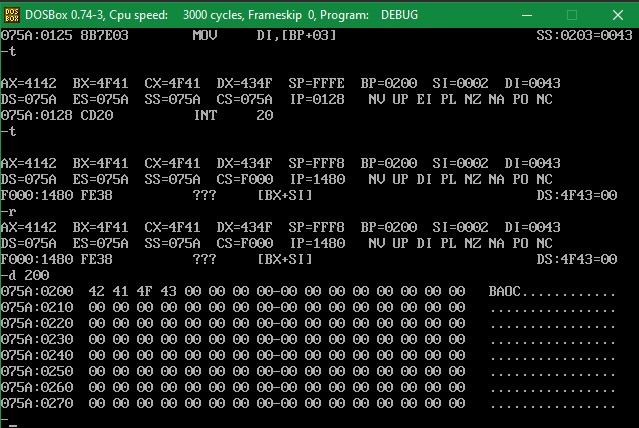 DOSBox 0.74-3, Cpu speed:    3000 cycles, Frameskip  0, Program:    DEBUG
075A:0125 8B7E03        MOV     DI,[BP+03]                         SS:0203=0043
-t
AX=4142  BX=4F41  CX=4F41  DX=434F  SP=FFFE  BP=0200  SI=0002  DI=0043
DS=075A  ES=075A  SS=075A  CS=075A  IP=0128   NV UP EI PL NZ NA PO NC
075A:0128 CD20          INT     20
-t
AX=4142  BX=4F41  CX=4F41  DX=434F  SP=FFF8  BP=0200  SI=0002  DI=0043
DS=075A  ES=075A  SS=075A  CS=F000  IP=1480   NV UP DI PL NZ NA PO NC
F000:1480 FE38          ???     [BX+SI]                            DS:4F43=00
-r
AX=4142  BX=4F41  CX=4F41  DX=434F  SP=FFF8  BP=0200  SI=0002  DI=0043
DS=075A  ES=075A  SS=075A  CS=F000  IP=1480   NV UP DI PL NZ NA PO NC
F000:1480 FE38          ???     [BX+SI]                            DS:4F43=00
-d 200
075A:0200  42 41 4F 43 00 00 00 00-00 00 00 00 00 00 00 00   BAOC............
075A:0210  00 00 00 00 00 00 00 00-00 00 00 00 00 00 00 00   ................
075A:0220  00 00 00 00 00 00 00 00-00 00 00 00 00 00 00 00   ................
075A:0230  00 00 00 00 00 00 00 00-00 00 00 00 00 00 00 00   ................
075A:0240  00 00 00 00 00 00 00 00-00 00 00 00 00 00 00 00   ................
075A:0250  00 00 00 00 00 00 00 00-00 00 00 00 00 00 00 00   ................
075A:0260  00 00 00 00 00 00 00 00-00 00 00 00 00 00 00 00   ................
075A:0270  00 00 00 00 00 00 00 00-00 00 00 00 00 00 00 00   ................
-_